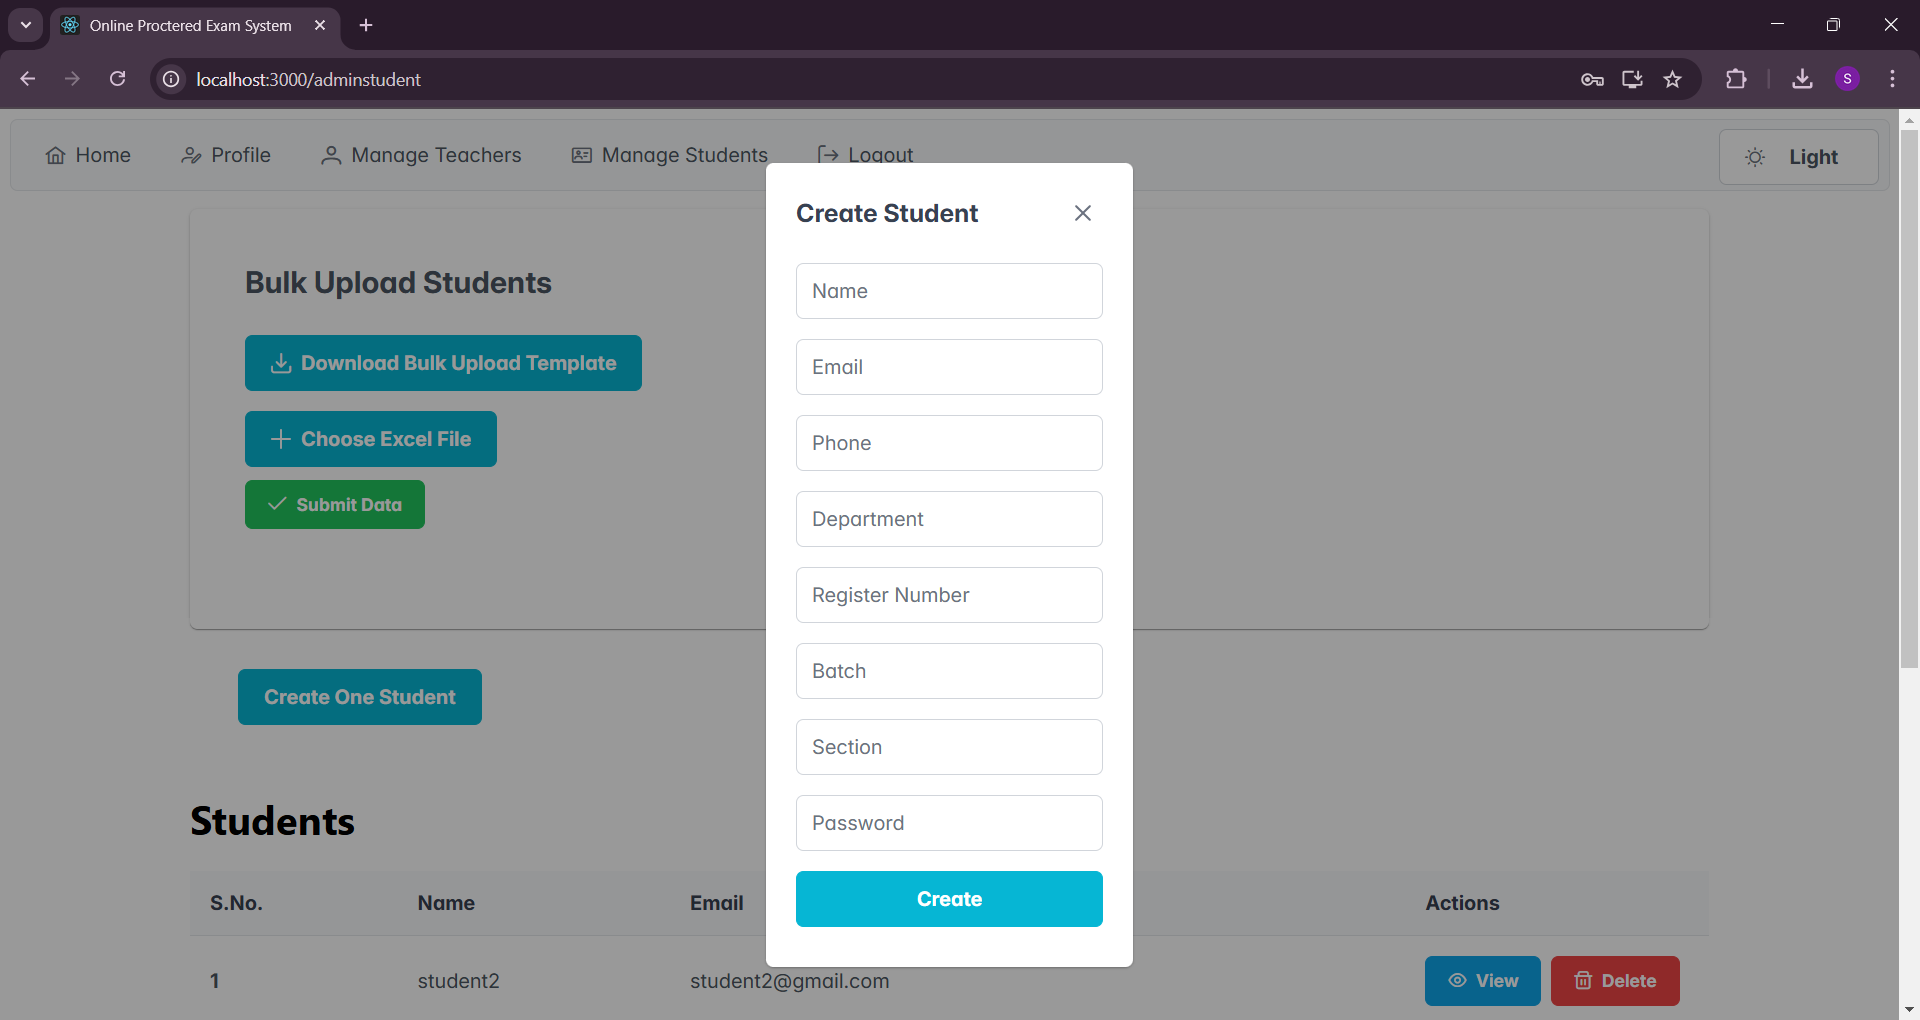 Online Proctered Exam System
localhost:3000/adminstudent
S
Home
Profile
Manage Teachers
Manage Students
Logout
Light
Create Student
Bulk Upload Students
Name
Download Bulk Upload Template
Email
Choose Excel File
Phone
Submit Data
Department
Register Number
Batch
Create One Student
Section
Students
Password
Create
S.No.
Name
Email
Actions
1
student2
student2@gmail.com
View
Delete